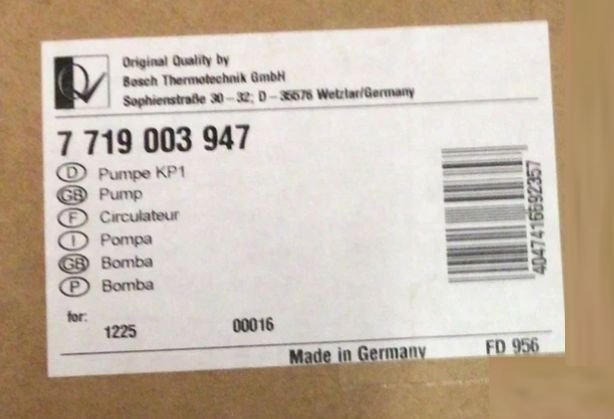 Original Quality by
Bosch Thermotechnik GmbH
Sophienstraße 30 – 32; D – 35576 Wetzlar/Germany
7 719 003 947
D Pumpe KP1
GB Pump
F Circulateur
I Pompa
GB Bomba
P Bomba
for:
1225 00016
Made in Germany FD 956
4047416692357